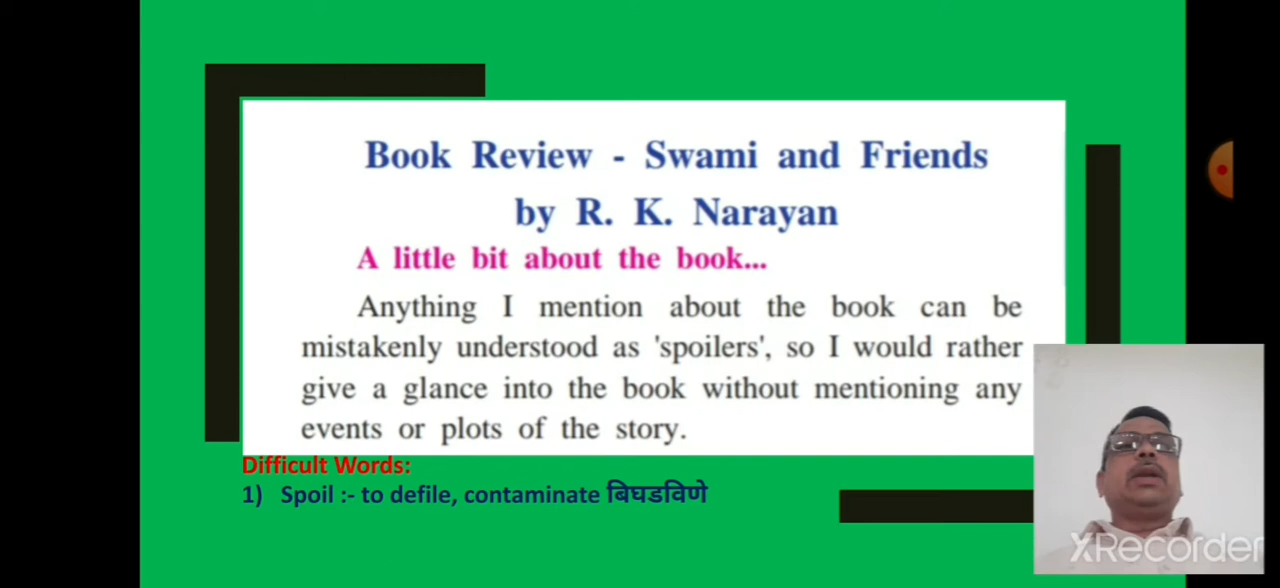 Book Review - Swami and Friends
by R. K. Narayan
A little bit about the book...
Anything I mention about the book can be
mistakenly understood as 'spoilers', so I would rather
give a glance into the book without mentioning any
events or plots of the story.
Difficult Words:
1) Spoil :- to defile, contaminate बिघडविणे
XRecorder